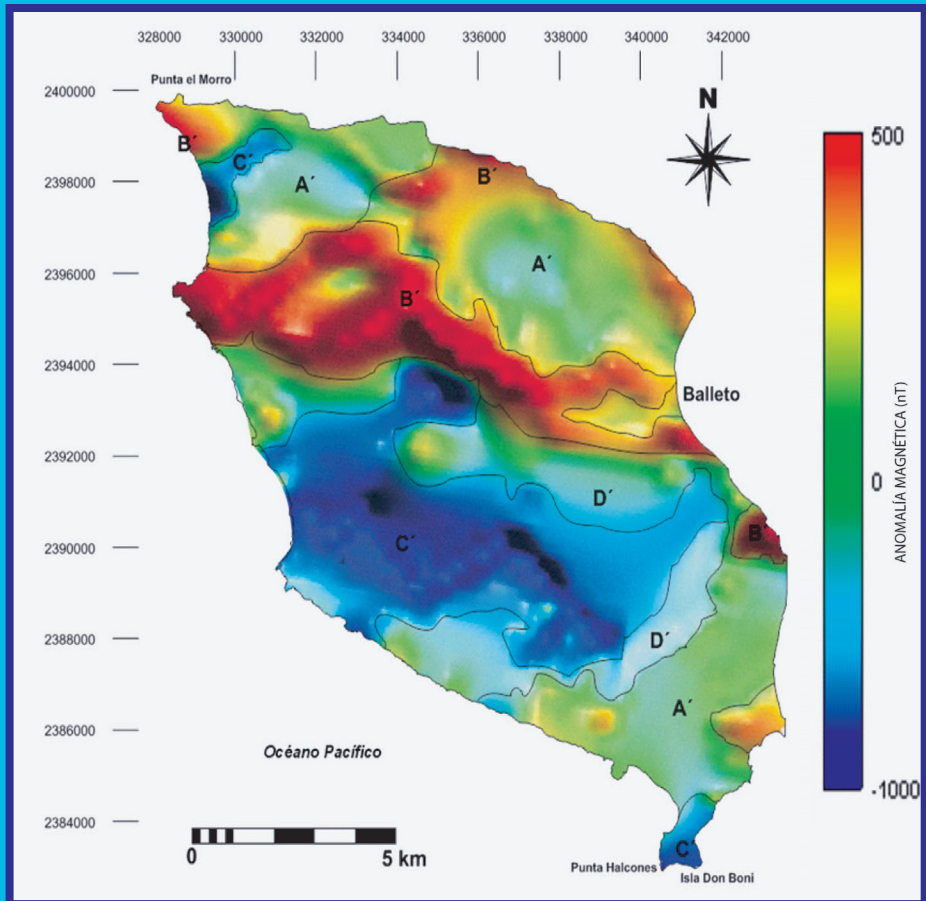 328000 330000 332000 334000 336000 338000 340000 342000
Punta el Morro
2400000
N
500
B´
C´
B´
2398000
A´
A´
2396000
B´
2394000
Balleto
ANOMALÍA MAGNÉTICA (nT)
2392000
D´
0
B´
2390000
C´
2388000
D´
A´
2386000
Océano Pacífico
-1000
2384000
0 5 km
C´
Punta Halcones
Isla Don Boni